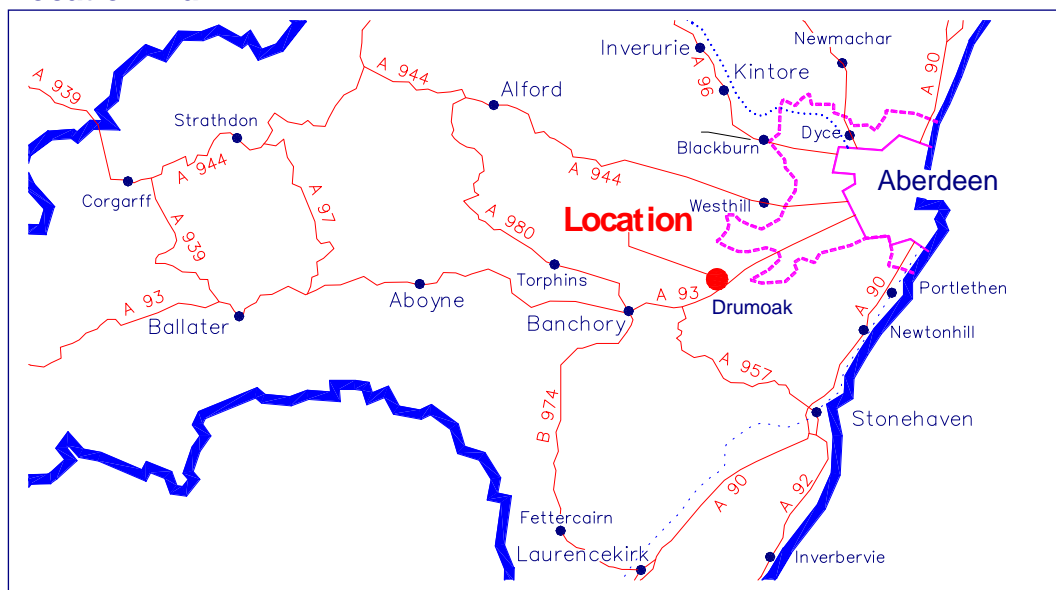 Inverurie
Newmachar
A 939
A 944
A 96
Kintore
A 90
Alford
Strathdon
Dyce
Blackburn
A 944
A 944
Corgarff
Aberdeen
Westhill
A 97
A 980
Location
A 939
Torphins
A 93
Aboyne
A 93
Drumoak
A 90
Portlethen
Ballater
Banchory
Newtonhill
A 957
B 974
Stonehaven
A 90
A 92
Fettercairn
Laurencekirk
Inverbervie